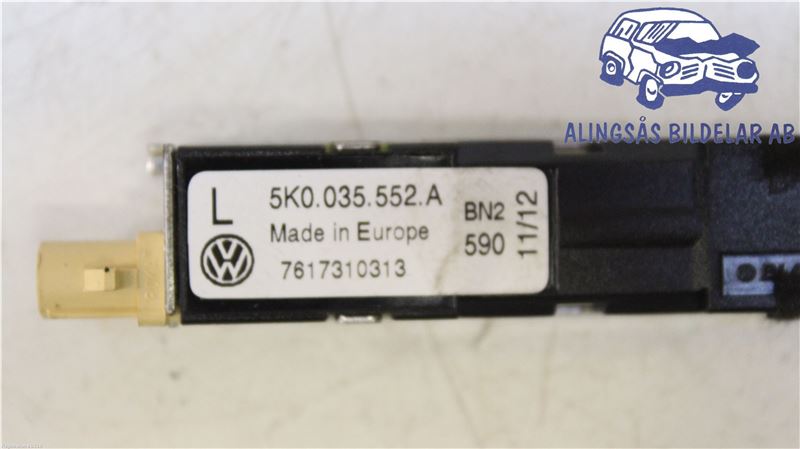 ALINGSÅS BILDELAR AB
L
5K0.035.552.A
Made in Europe
7617310313
BN2
590
11/12